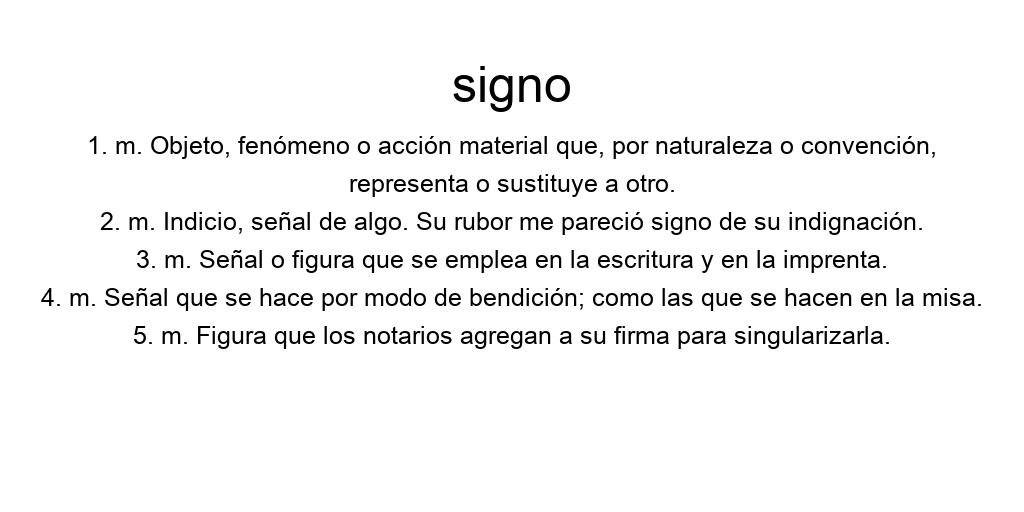 signo
1. m. Objeto, fenómeno o acción material que, por naturaleza o convención,
representa o sustituye a otro.
2. m. Indicio, señal de algo. Su rubor me pareció signo de su indignación.
3. m. Señal o figura que se emplea en la escritura y en la imprenta.
4. m. Señal que se hace por modo de bendición; como las que se hacen en la misa.
5. m. Figura que los notarios agregan a su firma para singularizarla.